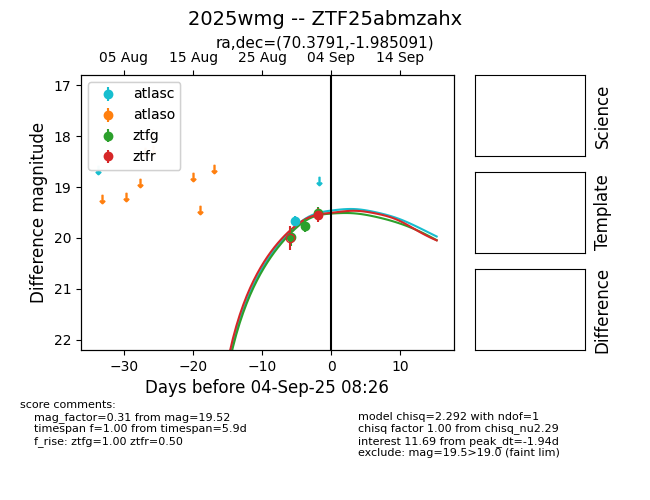 2025wmg -- ZTF25abmzahx
ra,dec=(70.3791,-1.985091)
05 Aug 15 Aug 25 Aug 04 Sep 14 Sep
17
18
19
20
21
22
Difference magnitude
atlasc
atlaso
ztfg
ztfr
−30 −20 −10 0 10
Days before 04-Sep-25 08:26
Science
Template
Difference
score comments:
mag_factor=0.31 from mag=19.52
timespan f=1.00 from timespan=5.9d
f_rise: ztfg=1.00 ztfr=0.50
model chisq=2.292 with ndof=1
chisq factor 1.00 from chisq_nu2.29
interest 11.69 from peak_dt=-1.94d
exclude: mag=19.5>19.0 (faint lim)